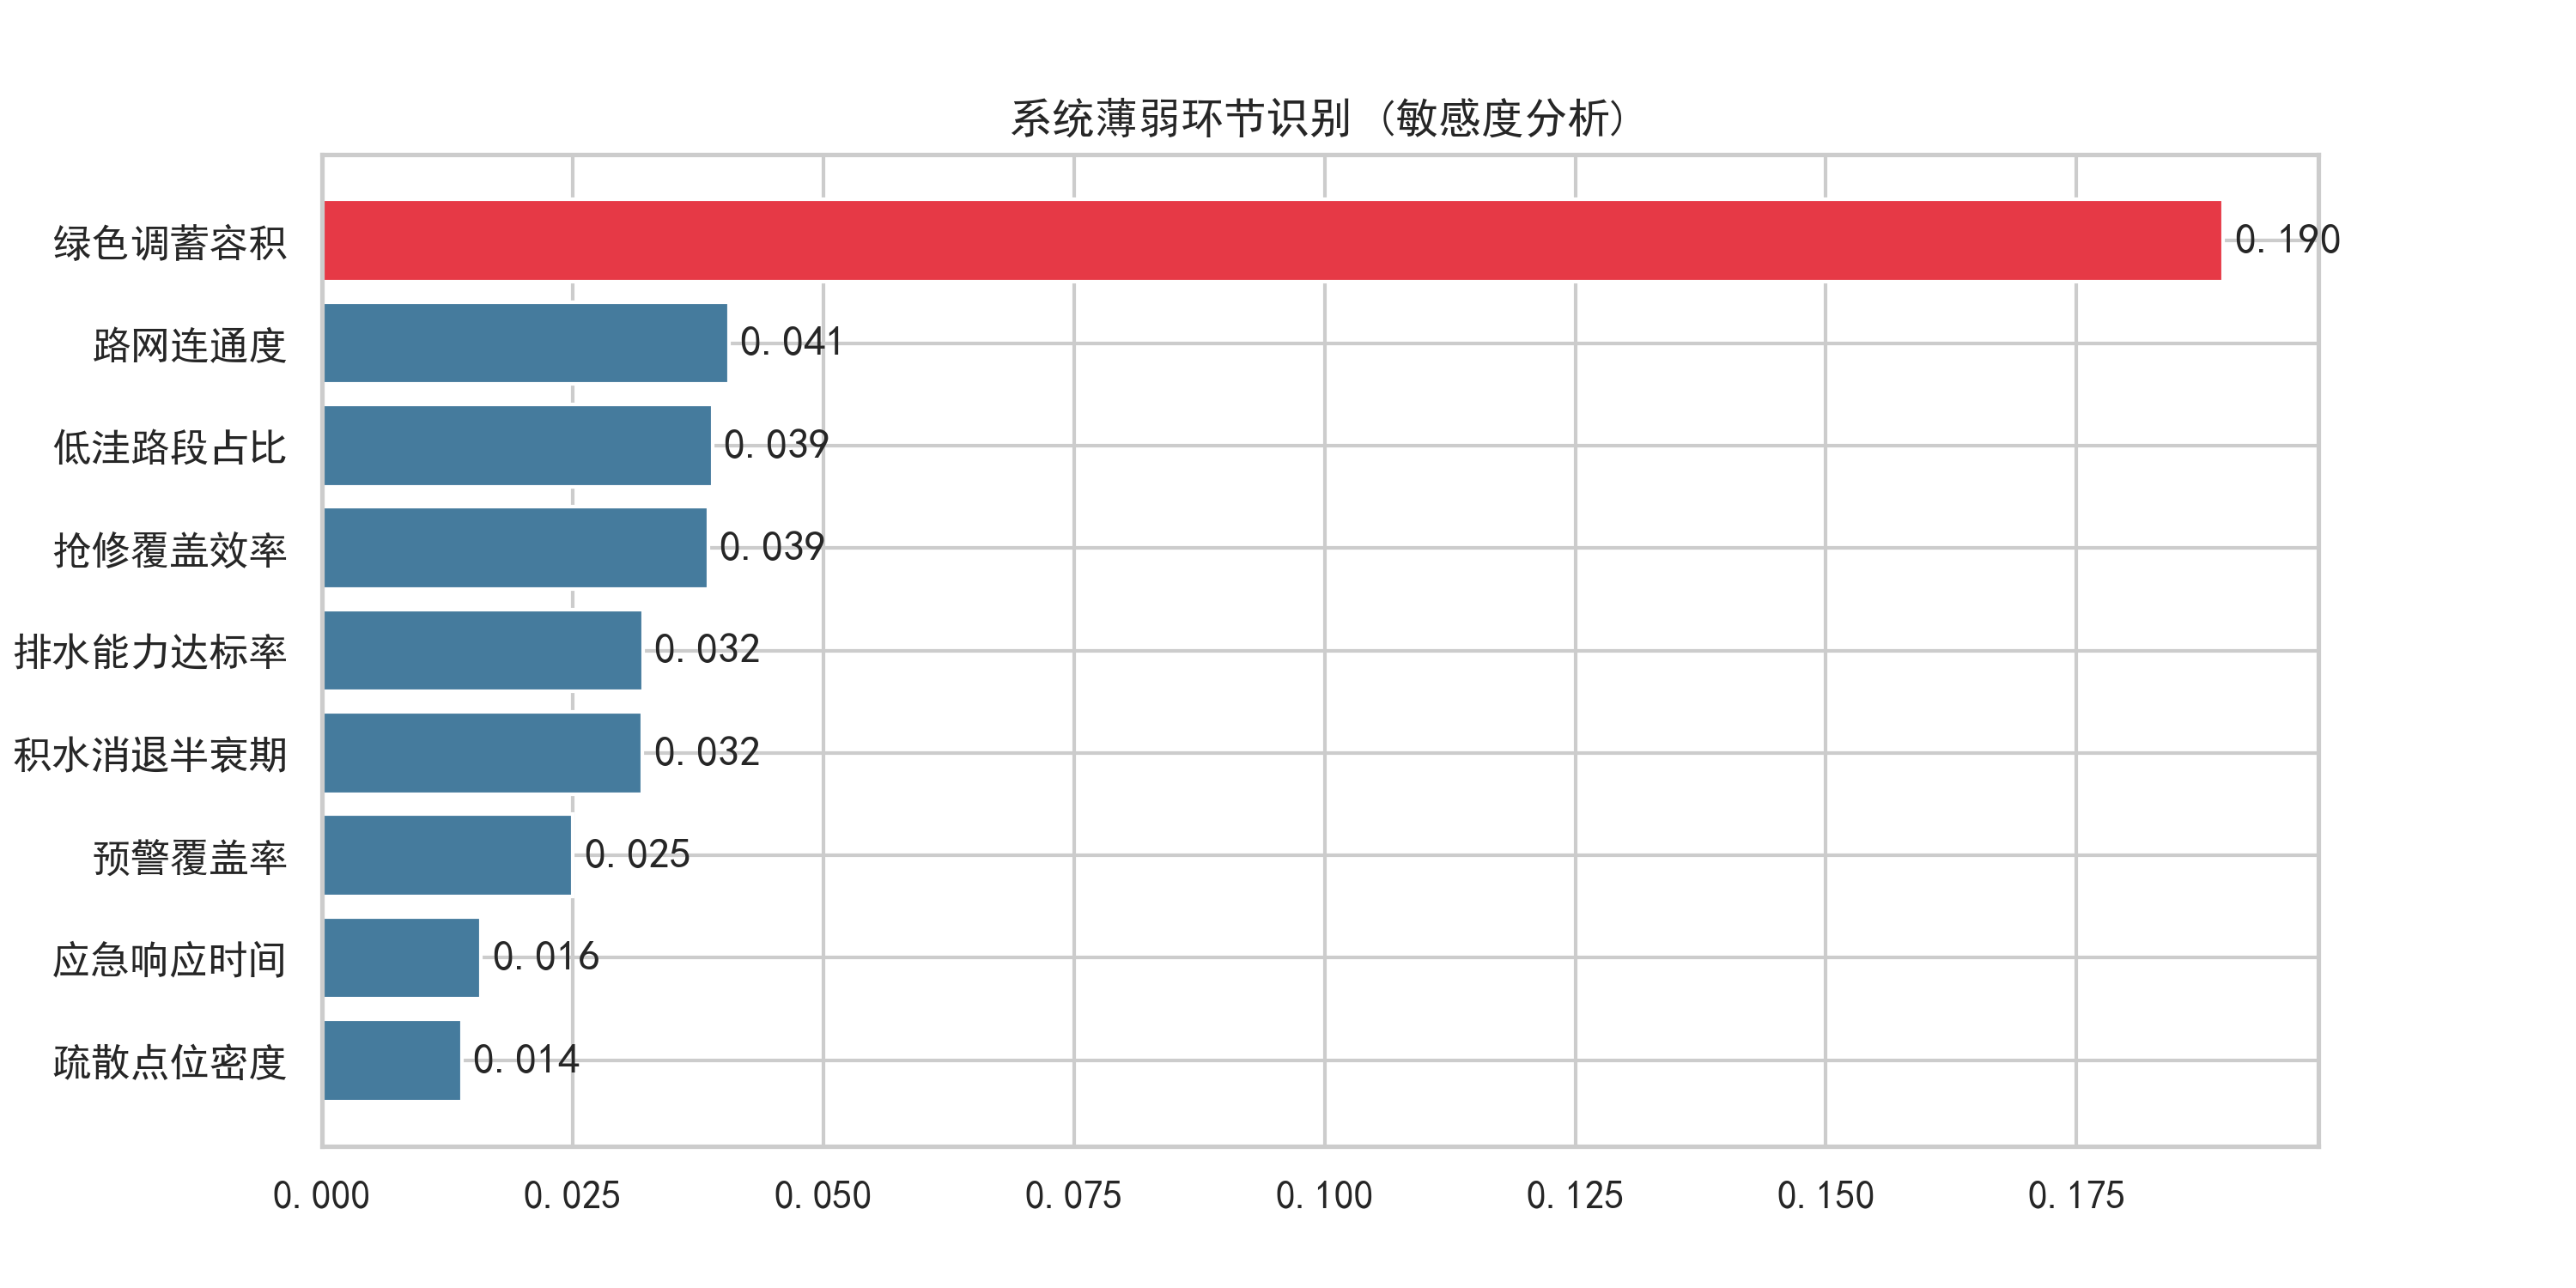 系统薄弱环节识别 (敏感度分析)
绿色调蓄容积 0.190
路网连通度 0.041
低洼路段占比 0.039
抢修覆盖效率 0.039
排水能力达标率 0.032
积水消退半衰期 0.032
预警覆盖率 0.025
应急响应时间 0.016
疏散点位密度 0.014
0.000 0.025 0.050 0.075 0.100 0.125 0.150 0.175